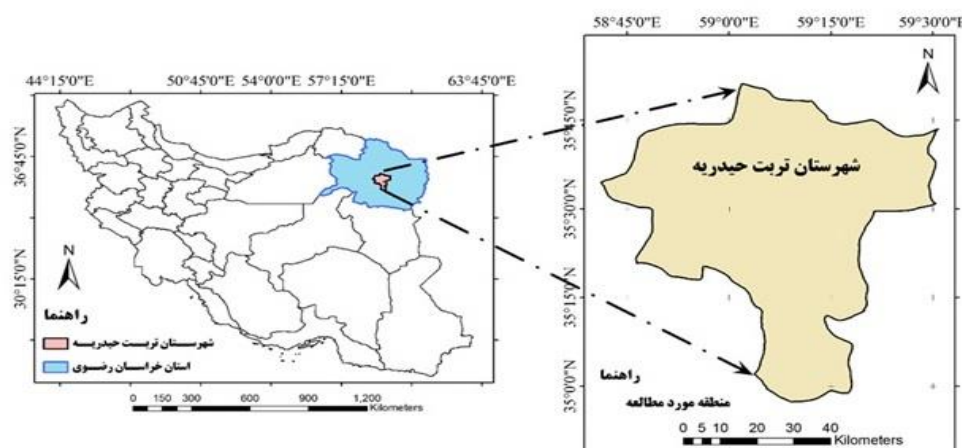 44°15'0"E 50°45'0"E 54°0'0"E 57°15'0"E 63°45'0"E
36°45'0"N
30°15'0"N
N
راهنما
شهرستان تربت حیدریه
استان خراسان رضوی
0 150 300 600 900 1,200
Kilometers
58°45'0"E 59°0'0"E 59°15'0"E 59°30'0"E
N
35°45'0"N
35°30'0"N
35°15'0"N
35°0'0"N
شهرستان تربت حیدریه
راهنما
منطقه مورد مطالعه
0 5 10 20 30 40
Kilometers